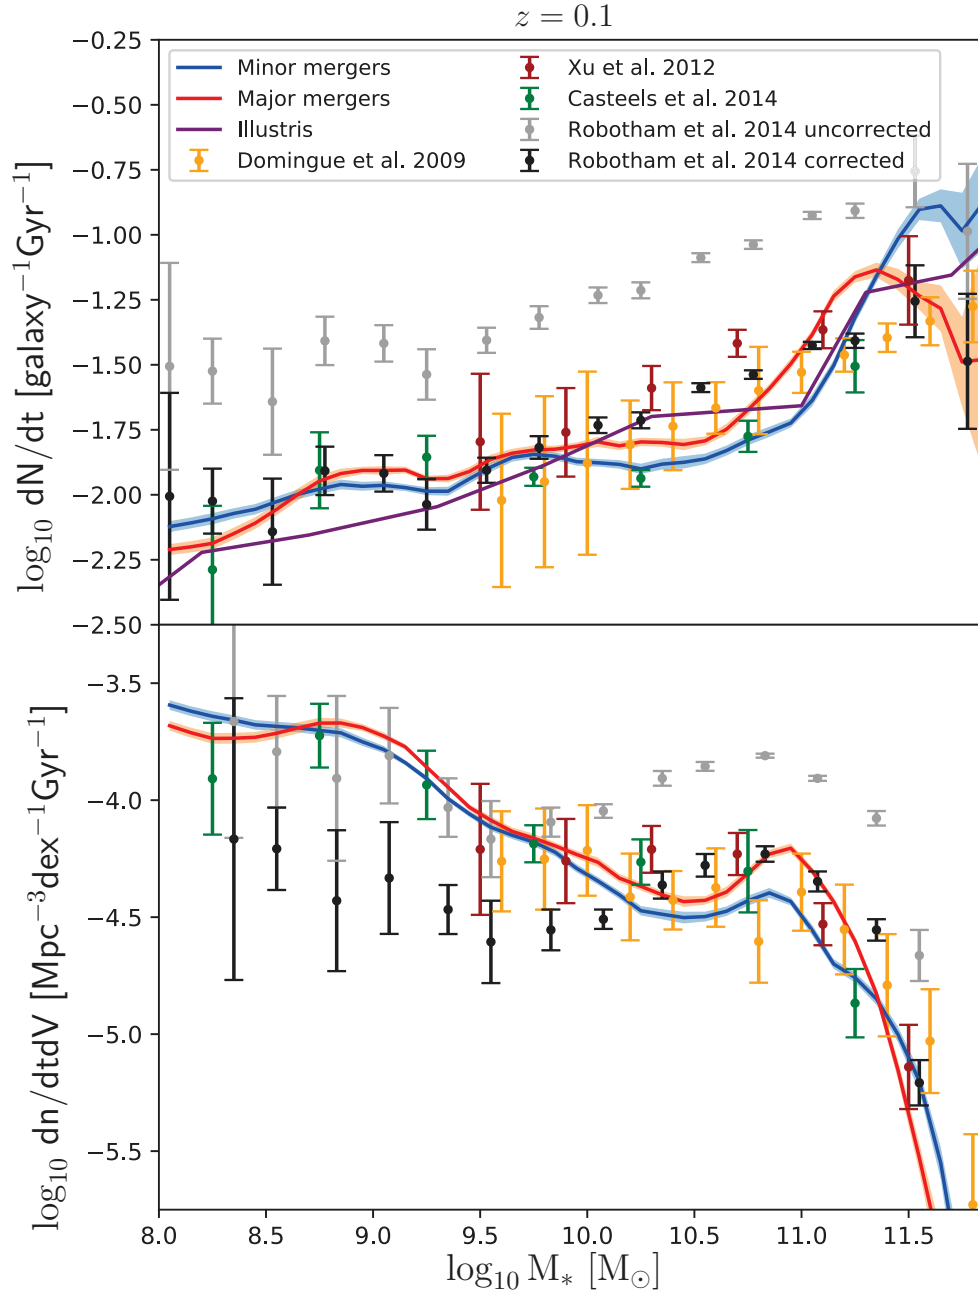 z = 0.1
−0.25
−0.50
−0.75
−1.00
−1.25
−1.50
−1.75
−2.00
−2.25
−2.50
log₁₀ dN/dt [galaxy⁻¹Gyr⁻¹]
Minor mergers
Major mergers
Illustris
Domingue et al. 2009
Xu et al. 2012
Casteels et al. 2014
Robotham et al. 2014 uncorrected
Robotham et al. 2014 corrected
−3.5
−4.0
−4.5
−5.0
−5.5
log₁₀ dn/dtdV [Mpc⁻³dex⁻¹Gyr⁻¹]
8.0 8.5 9.0 9.5 10.0 10.5 11.0 11.5
log₁₀ M* [M⊙]